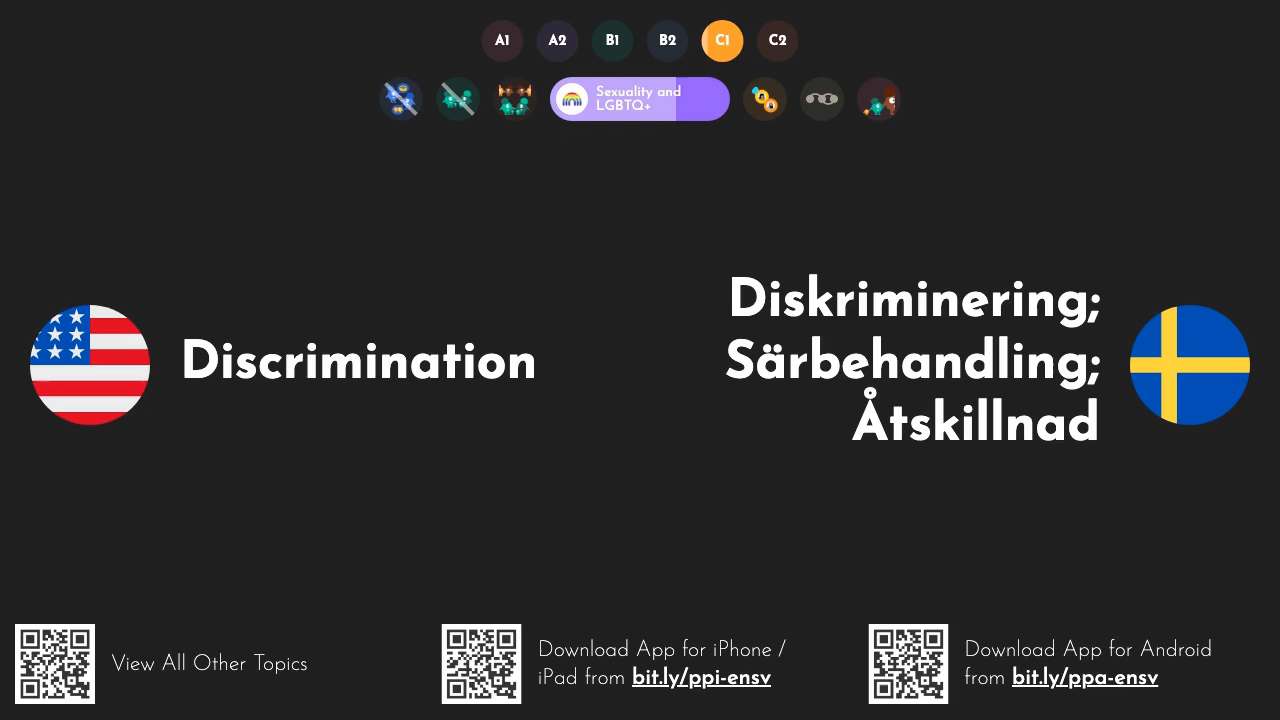 A1 A2 B1 B2 C1 C2
Sexuality and
LGBTQ+
Discrimination
Diskriminering;
Särbehandling;
Åtskillnad
View All Other Topics
Download App for iPhone /
iPad from bit.ly/ppi-ensv
Download App for Android
from bit.ly/ppa-ensv